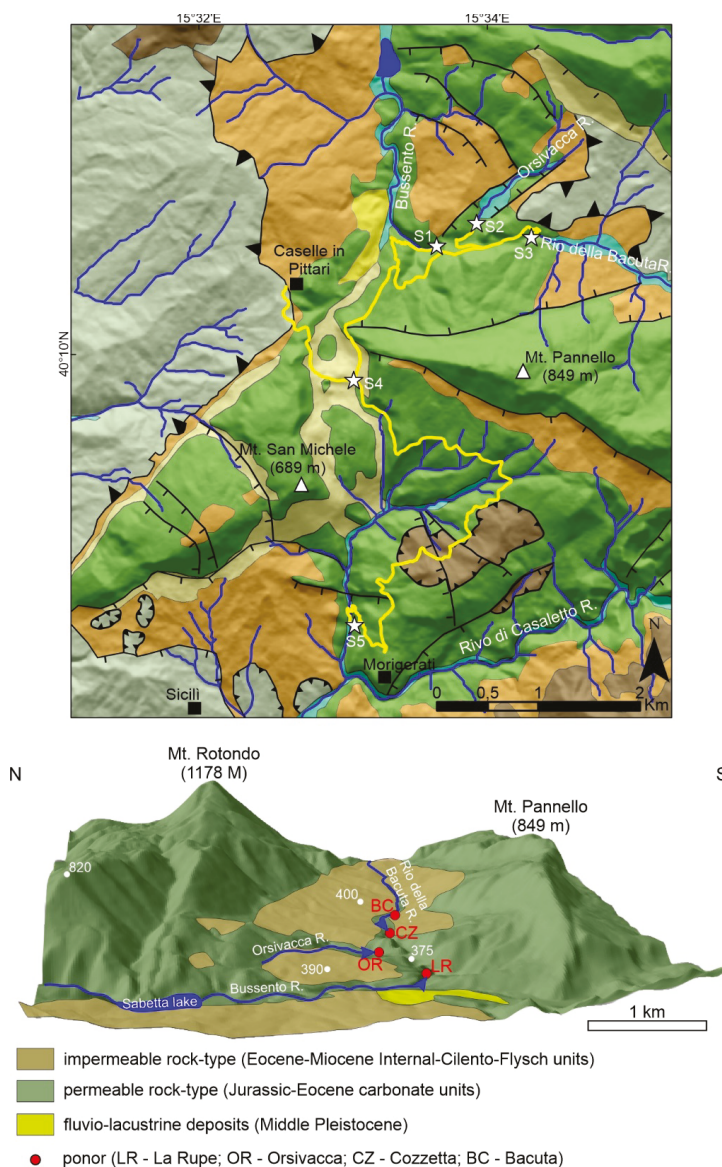 15°32' 15°34'
Bussento R.
Orsivacca R.
S2
S1
S3
Rio della BacutaR.
Caselle in
Pittari
40°10'N
Mt. Pannello
(849 m)
S4
Mt. San Michele
(689 m)
Rivo di Casaletto R.
N
S5
Morigerati
Sicilì
0 0,5 1 2
Km
Mt. Rotondo
(1178 M)
N
S
Mt. Pannello
(849 m)
820
Rio della
Bacuta R.
400
BC
CZ
Orsivacca R.
375
OR
LR
390
Bussento R.
Sabetta lake
1 km
impermeable rock-type (Eocene-Miocene Internal-Cilento-Flysch units)
permeable rock-type (Jurassic-Eocene carbonate units)
fluvio-lacustrine deposits (Middle Pleistocene)
ponor (LR - La Rupe; OR - Orsivacca; CZ - Cozzetta; BC - Bacuta)